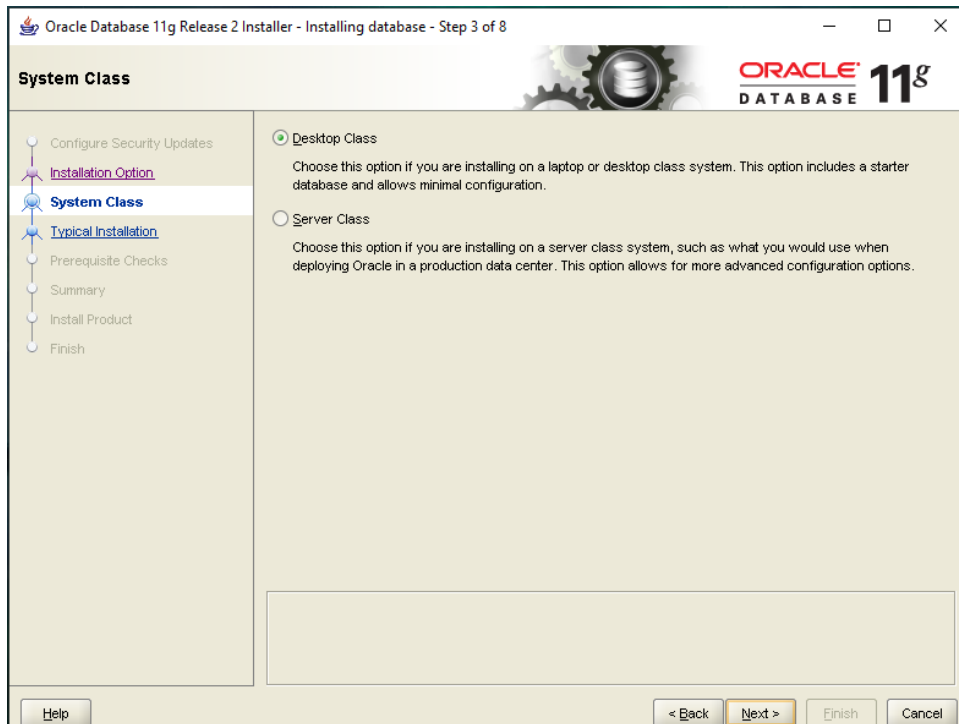 Oracle Database 11g Release 2 Installer - Installing database - Step 3 of 8
System Class
ORACLE
DATABASE
11g
Configure Security Updates
Installation Option
System Class
Typical Installation
Prerequisite Checks
Summary
Install Product
Finish
Desktop Class
Choose this option if you are installing on a laptop or desktop class system. This option includes a starter
database and allows minimal configuration.
Server Class
Choose this option if you are installing on a server class system, such as what you would use when
deploying Oracle in a production data center. This option allows for more advanced configuration options.
Help
< Back
Next >
Finish
Cancel